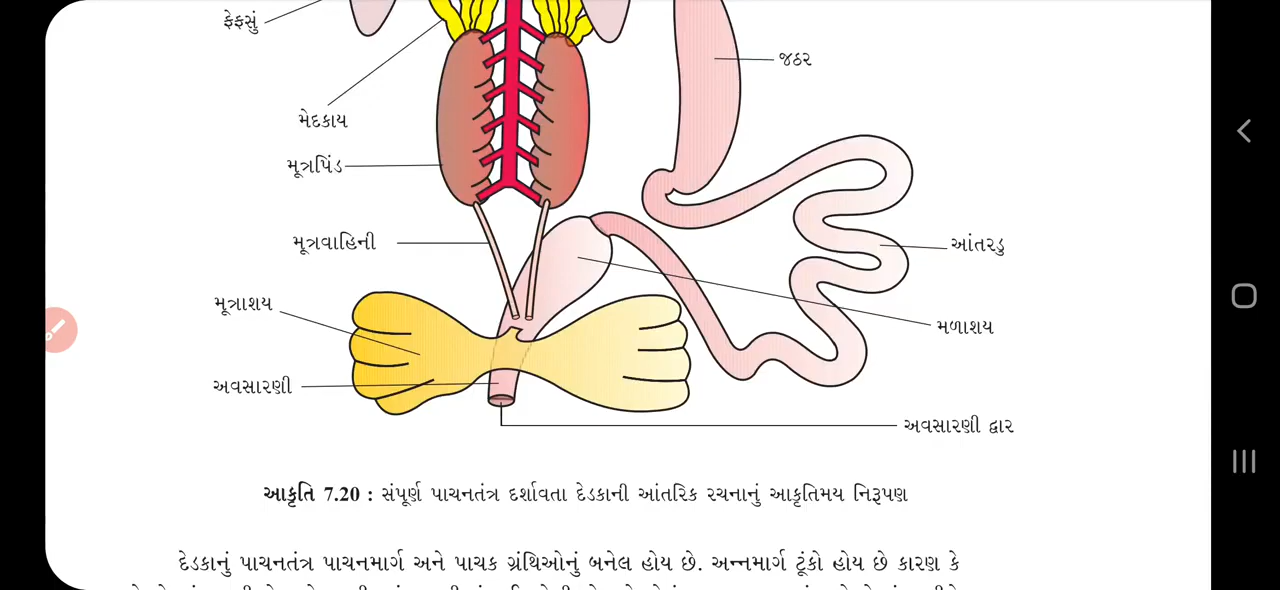 ફેફસું
જઠર
મેદકાય
મૂત્રપિંડ
મૂત્રવાહિની
આંતરડુ
મૂત્રાશય
મળાશય
અવસારણી
અવસારણી દ્વાર
આકૃતિ 7.20 : સંપૂર્ણ પાચનતંત્ર દર્શાવતા દેડકાની આંતરિક રચનાનું આકૃતિમય નિરૂપણ
દેડકાનું પાચનતંત્ર પાચનમાર્ગ અને પાચક ગ્રંથિઓનું બનેલ હોય છે. અન્નમાર્ગ ટૂંકો હોય છે કારણ કે